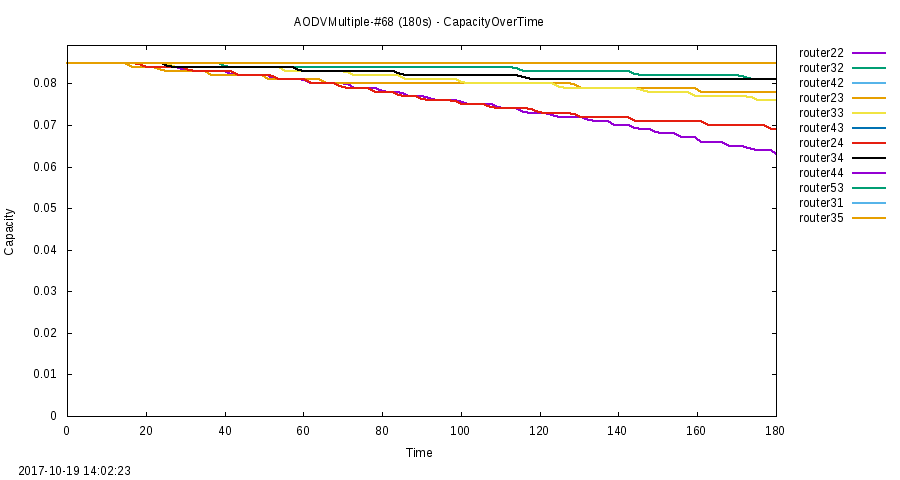 AODVMultiple-#68 (180s) - CapacityOverTime
router22
router32
router42
router23
router33
router43
router24
router34
router44
router53
router31
router35
0.08
0.07
0.06
0.05
0.04
0.03
0.02
0.01
0
Capacity
0 20 40 60 80 100 120 140 160 180
Time
2017-10-19 14:02:23